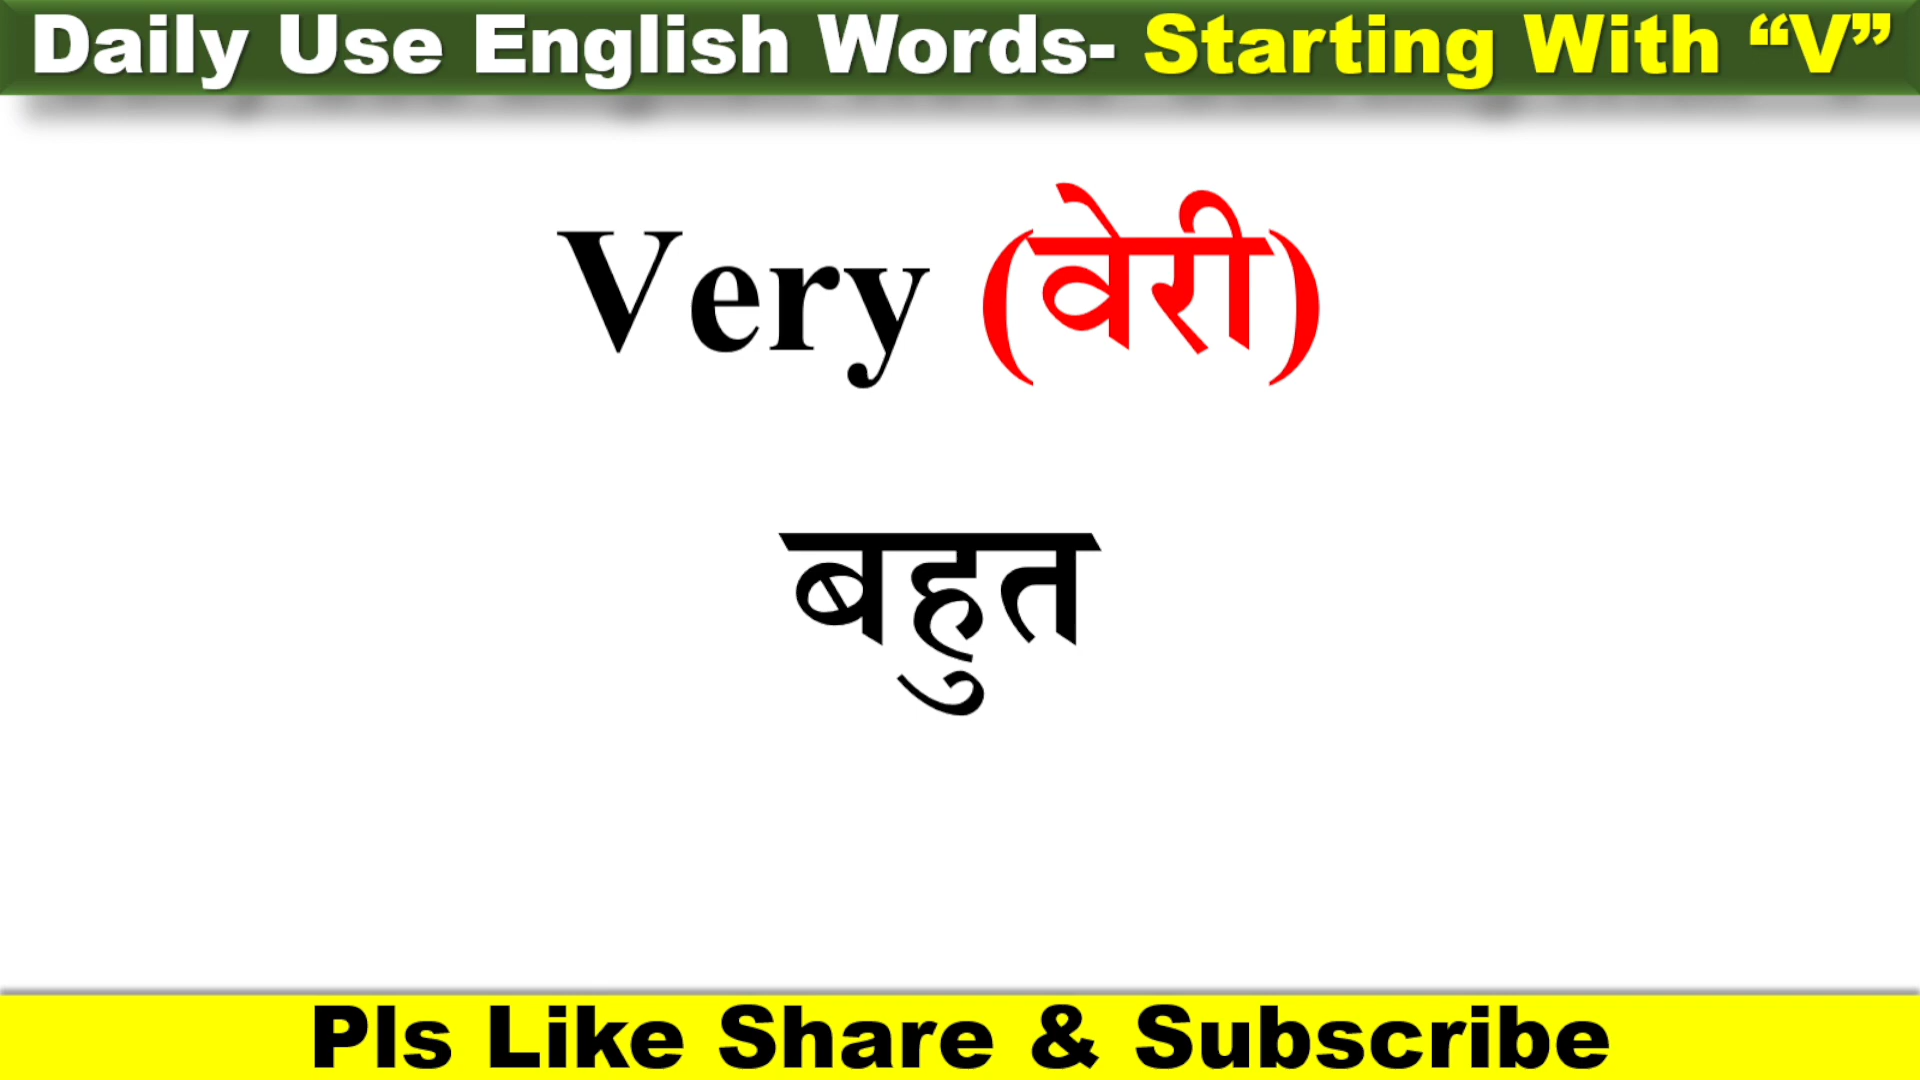 Daily Use English Words- Starting With “V”
Very (वेरी)
बहुत
Pls Like Share & Subscribe